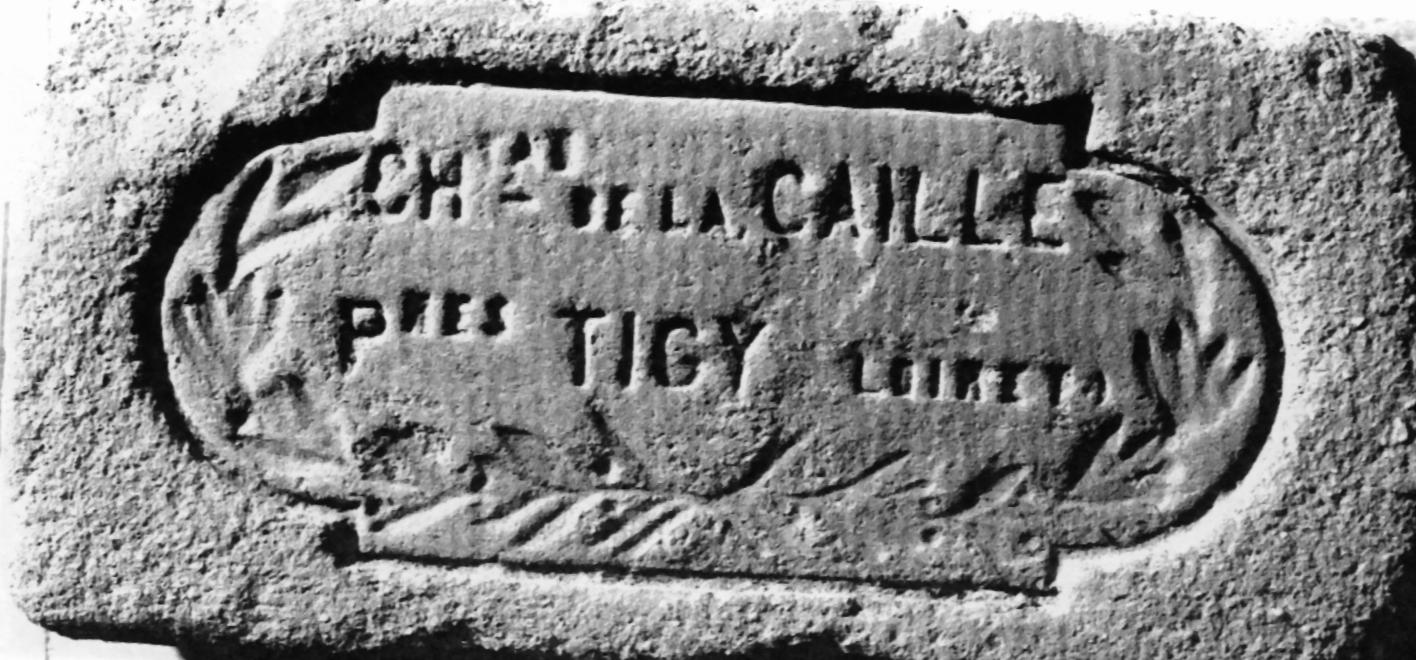 CHAU DE LA CAILLE
PRES TIGY LOIRET